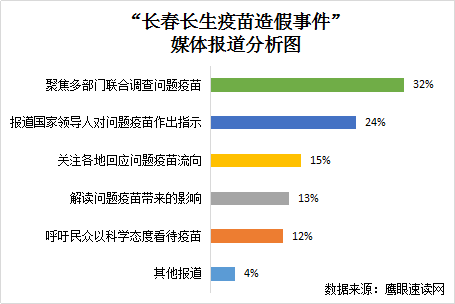 “长春长生疫苗造假事件”
媒体报道分析图
聚焦多部门联合调查问题疫苗
32%
报道国家领导人对问题疫苗作出指示
24%
关注各地回应问题疫苗流向
15%
解读问题疫苗带来的影响
13%
呼吁民众以科学态度看待疫苗
12%
其他报道
4%
数据来源：鹰眼速读网